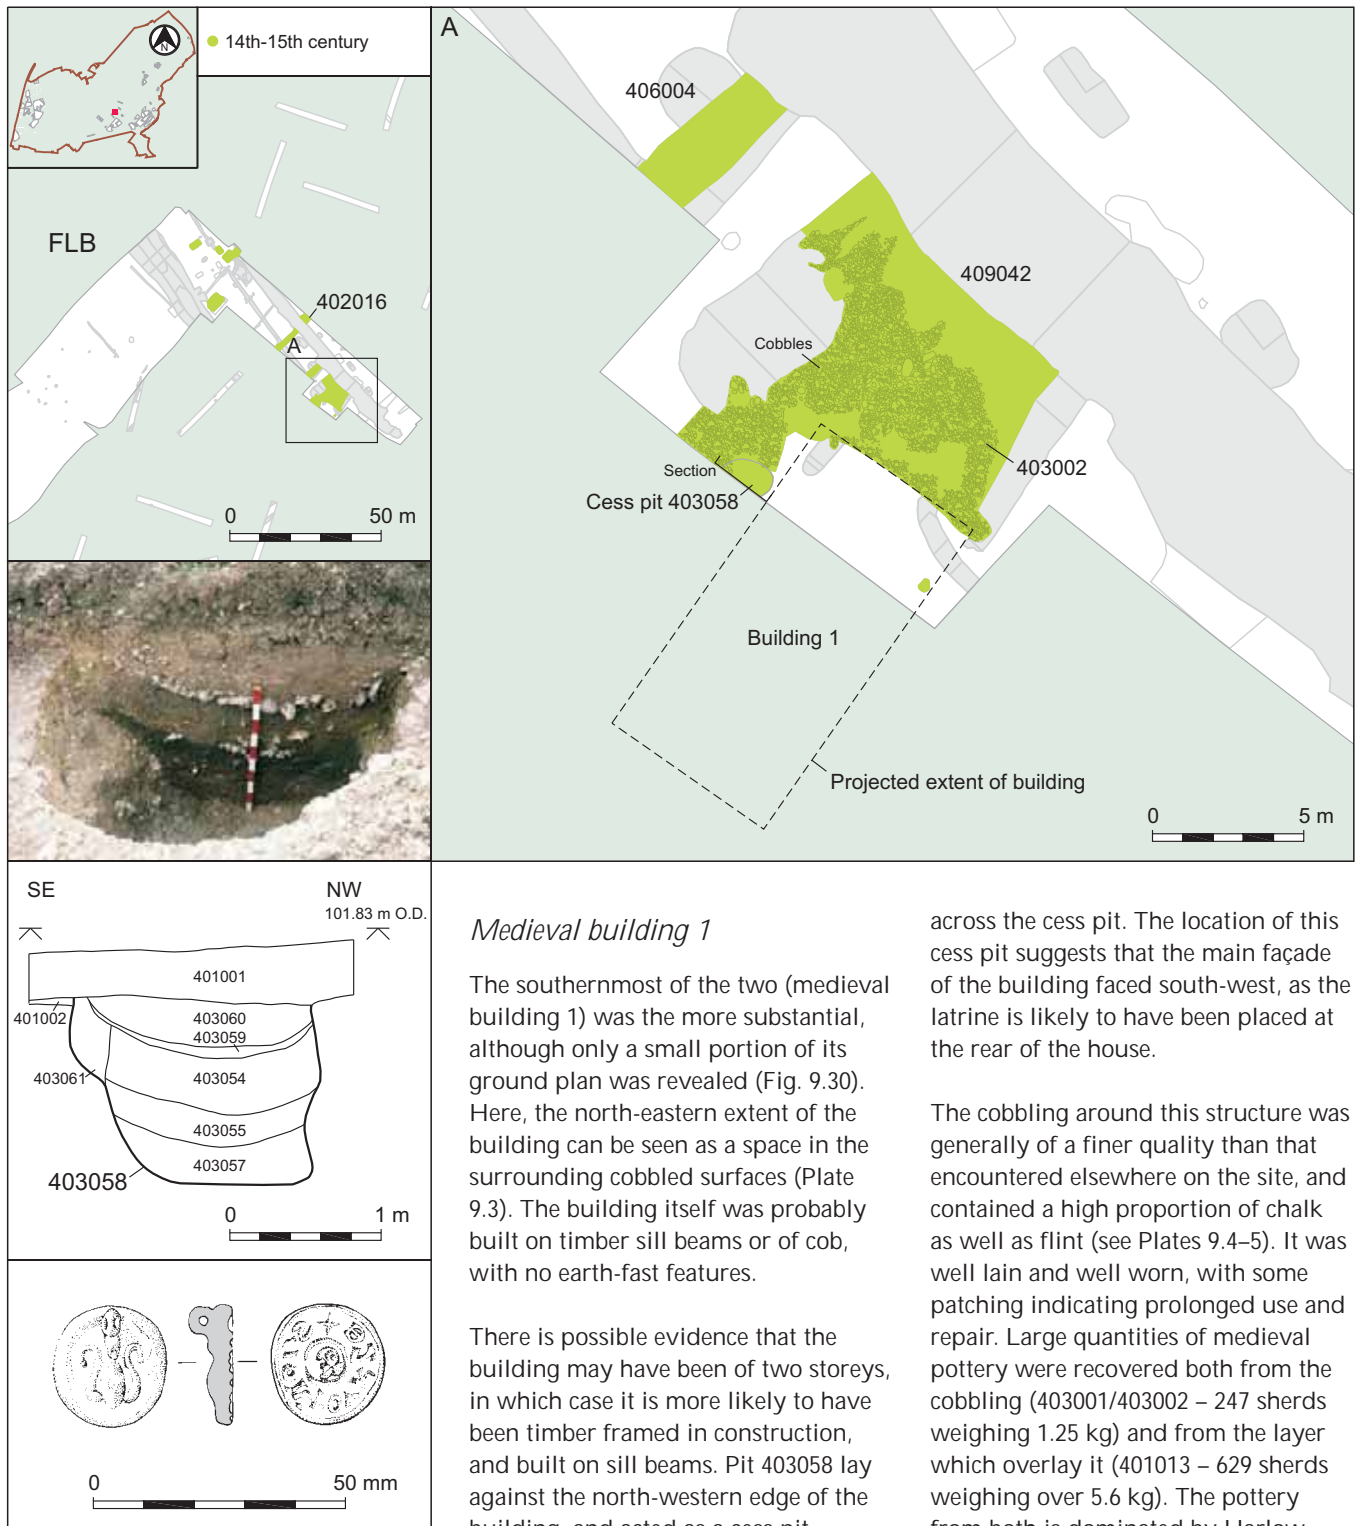 N
14th-15th century
FLB
402016
A
0 50 m
A
406004
409042
Cobbles
403002
Section
Cess pit 403058
Building 1
Projected extent of building
0 5 m
SE NW
101.83 m O.D.
401001
401002
403060
403059
403061
403054
403055
403057
403058
0 1 m
0 50 mm
Medieval building 1
The southernmost of the two (medieval
building 1) was the more substantial,
although only a small portion of its
ground plan was revealed (Fig. 9.30).
Here, the north-eastern extent of the
building can be seen as a space in the
surrounding cobbled surfaces (Plate
9.3). The building itself was probably
built on timber sill beams or of cob,
with no earth-fast features.
There is possible evidence that the
building may have been of two storeys,
in which case it is more likely to have
been timber framed in construction,
and built on sill beams. Pit 403058 lay
against the north-western edge of the
building, and acted as a cess pit
across the cess pit. The location of this
cess pit suggests that the main façade
of the building faced south-west, as the
latrine is likely to have been placed at
the rear of the house.
The cobbling around this structure was
generally of a finer quality than that
encountered elsewhere on the site, and
contained a high proportion of chalk
as well as flint (see Plates 9.4–5). It was
well lain and well worn, with some
patching indicating prolonged use and
repair. Large quantities of medieval
pottery were recovered both from the
cobbling (403001/403002 – 247 sherds
weighing 1.25 kg) and from the layer
which overlay it (401013 – 629 sherds
weighing over 5.6 kg). The pottery
from both is dominated by Harlow